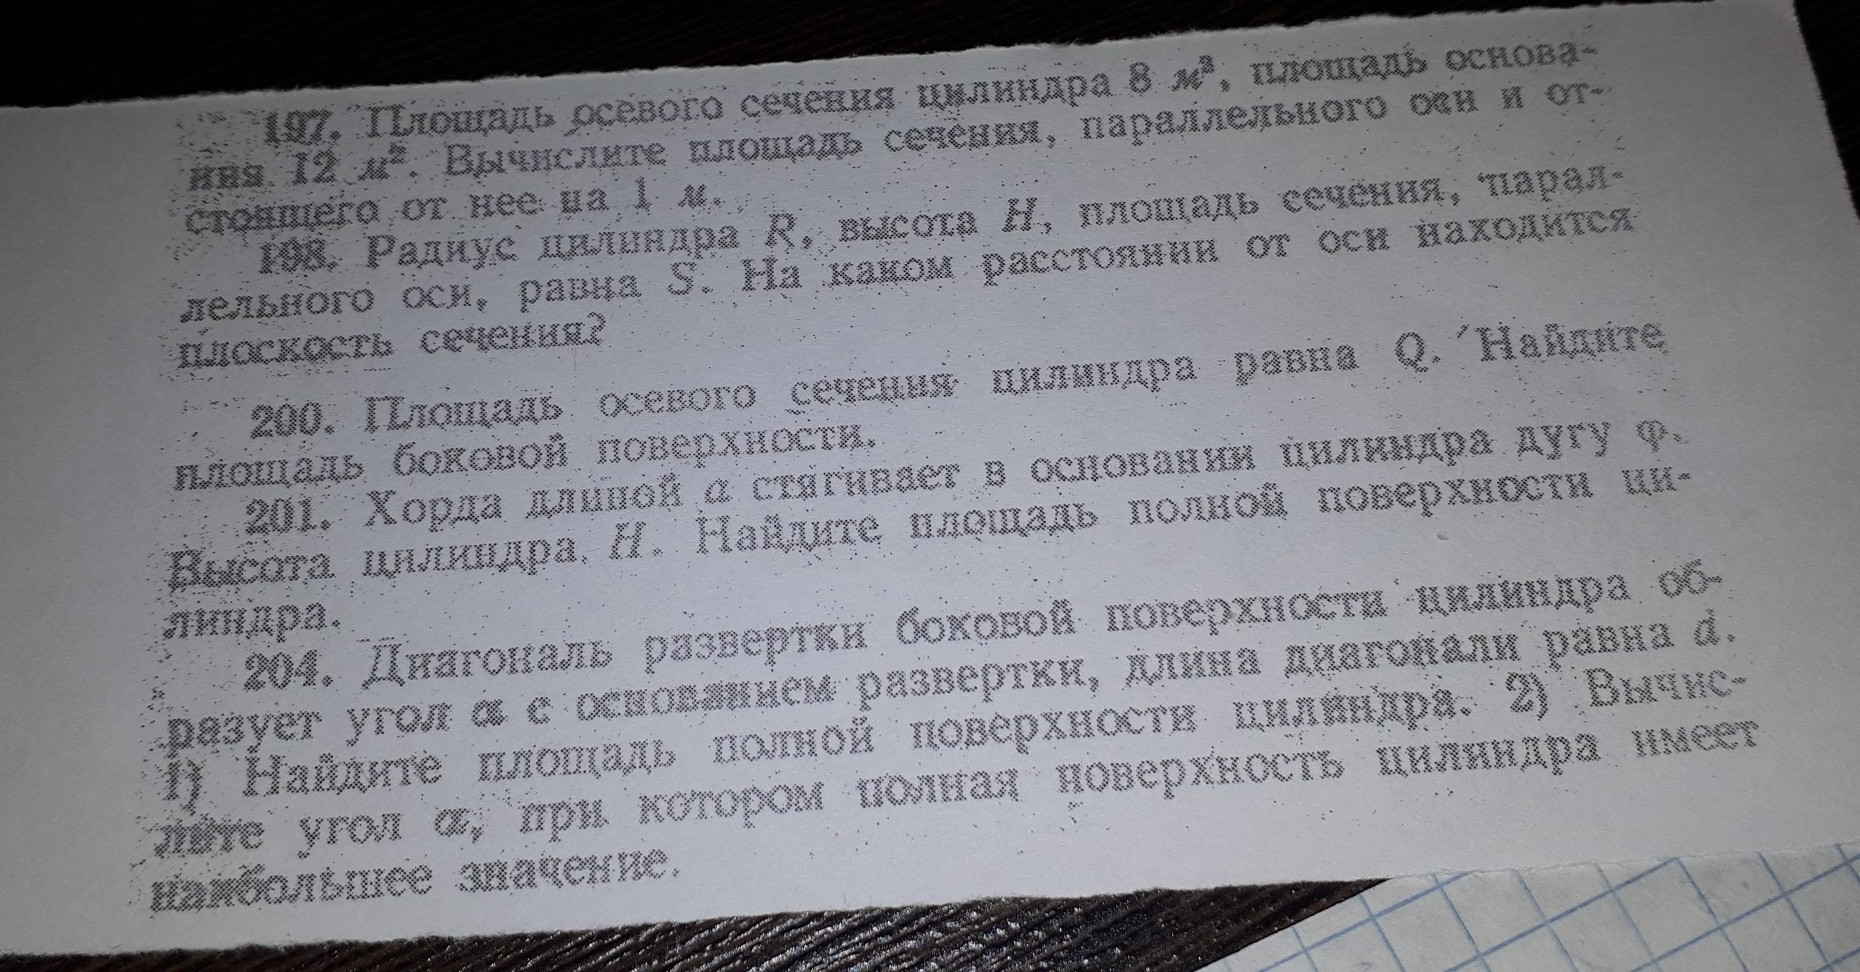 197. Площадь осевого сечения цилиндра 8 м², площадь основа-
ния 12 м². Вычислите площадь сечения, параллельного оси и от-
стоящего от нее на 1 м.
198. Радиус цилиндра R, высота H, площадь сечения, парал-
лельного оси, равна S. На каком расстоянии от оси находится
плоскость сечения?
200. Площадь осевого сечения цилиндра равна Q. Найдите
площадь боковой поверхности.
201. Хорда длиной a стягивает в основании цилиндра дугу φ.
Высота цилиндра H. Найдите площадь полной поверхности ци-
линдра.
204. Диагональ развертки боковой поверхности цилиндра об-
разует угол α с основанием развертки, длина диагонали равна d.
1) Найдите площадь полной поверхности цилиндра. 2) Вычис-
лите угол α, при котором полная поверхность цилиндра имеет
наибольшее значение.